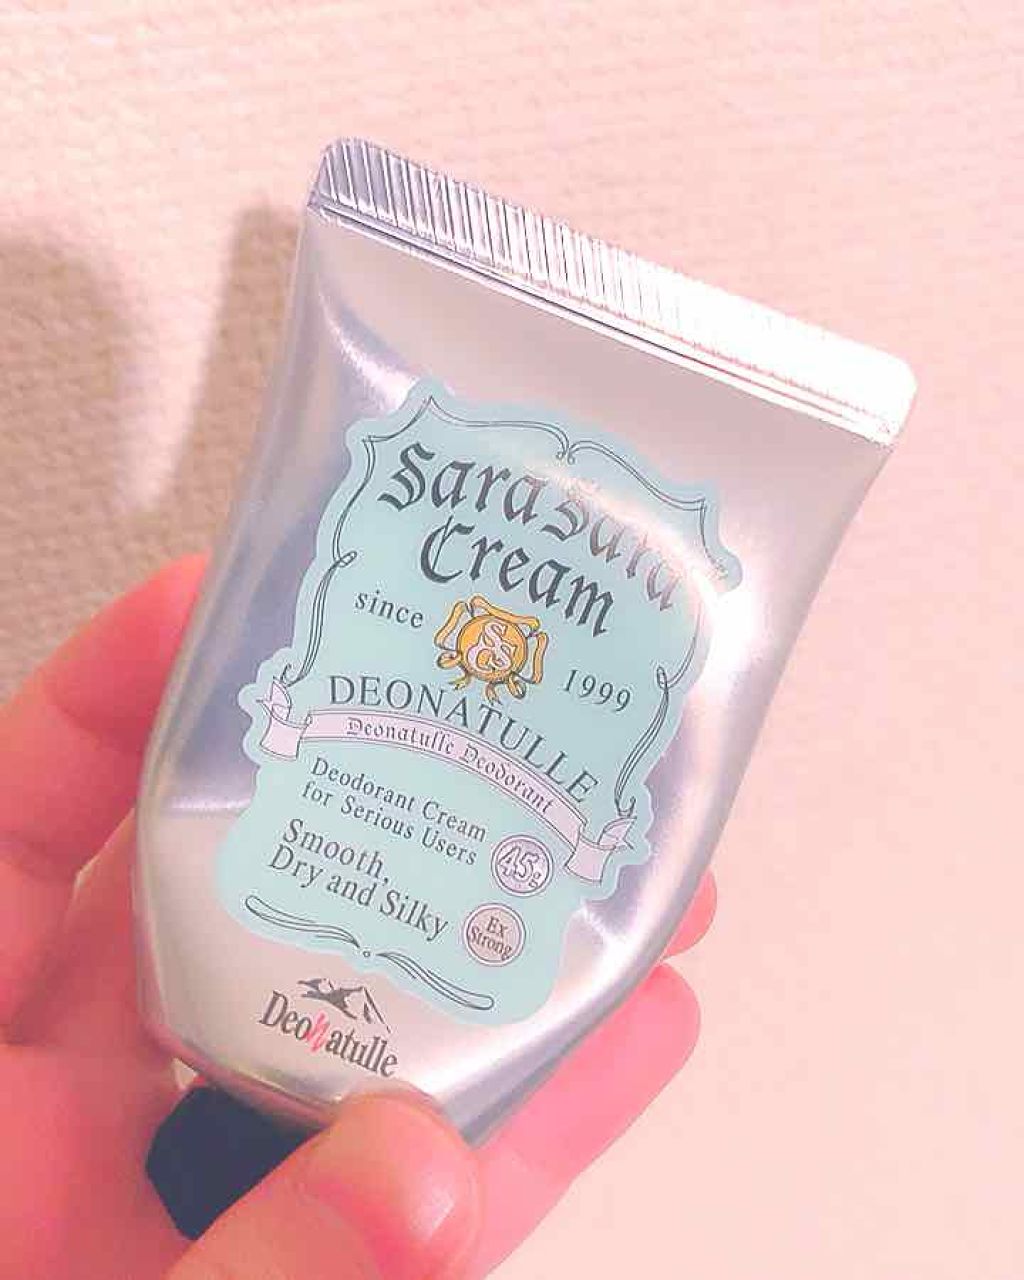 Sara Sara
Cream
since
1999
SC
DEONATULLE
Deonatulle Deodorant
Deodorant Cream
for Serious Users
45g
Smooth,
Dry and Silky
Ex
Strong
DeoNatulle